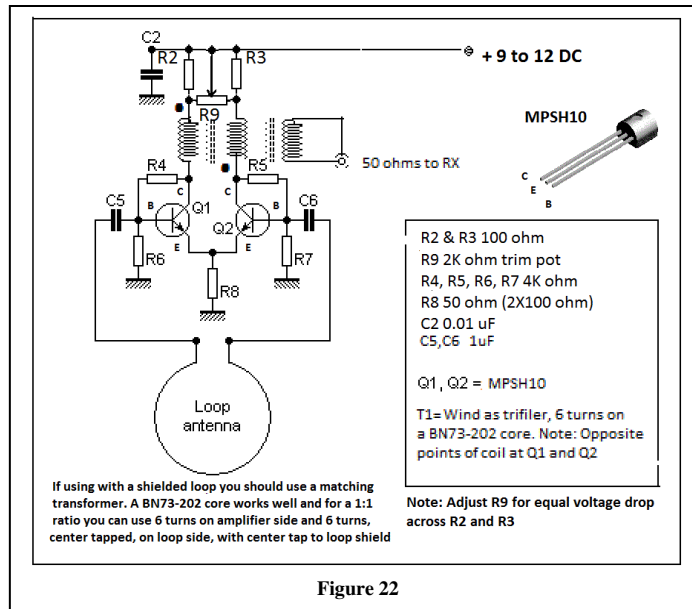 C2
R2
R3
+ 9 to 12 DC
R9
MPSH10
50 ohms to RX
R4
R5
C5
C6
C
C
B
Q1
Q2
B
E
E
R6
R7
R8
C
E
B
Loop
antenna
R2 & R3 100 ohm
R9 2K ohm trim pot
R4, R5, R6, R7 4K ohm
R8 50 ohm (2X100 ohm)
C2 0.01 uF
C5,C6 1uF
Q1, Q2 = MPSH10
T1= Wind as trifiler, 6 turns on
a BN73-202 core. Note: Opposite
points of coil at Q1 and Q2
If using with a shielded loop you should use a matching
transformer. A BN73-202 core works well and for a 1:1
ratio you can use 6 turns on amplifier side and 6 turns,
center tapped, on loop side, with center tap to loop shield
Note: Adjust R9 for equal voltage drop
across R2 and R3
Figure 22